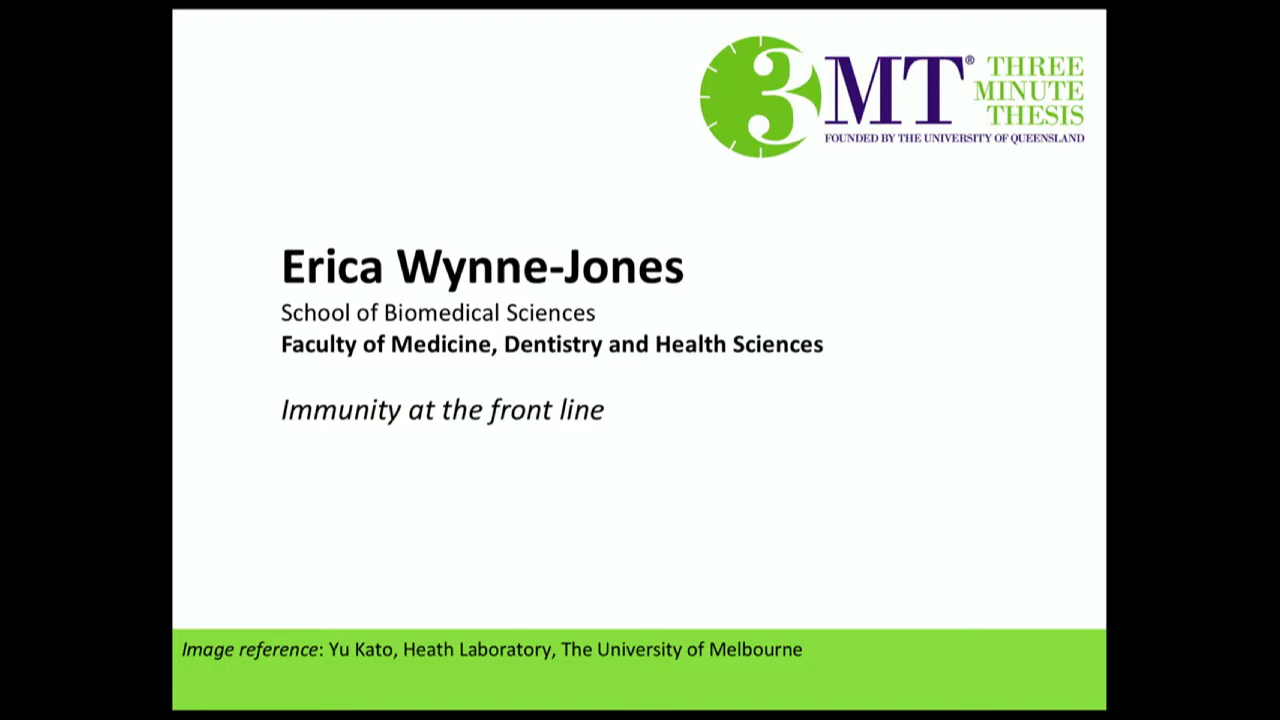 3MT® THREE
MINUTE
THESIS
FOUNDED BY THE UNIVERSITY OF QUEENSLAND
Erica Wynne-Jones
School of Biomedical Sciences
Faculty of Medicine, Dentistry and Health Sciences
Immunity at the front line
Image reference: Yu Kato, Heath Laboratory, The University of Melbourne